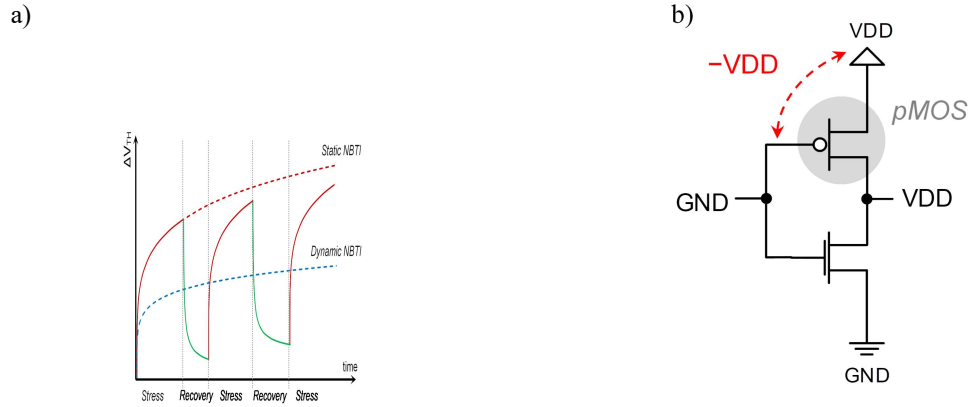 a)
ΔV_TH
Static NBTI
Dynamic NBTI
time
Stress Recovery Stress Recovery Stress
b)
VDD
−VDD
pMOS
GND
VDD
GND